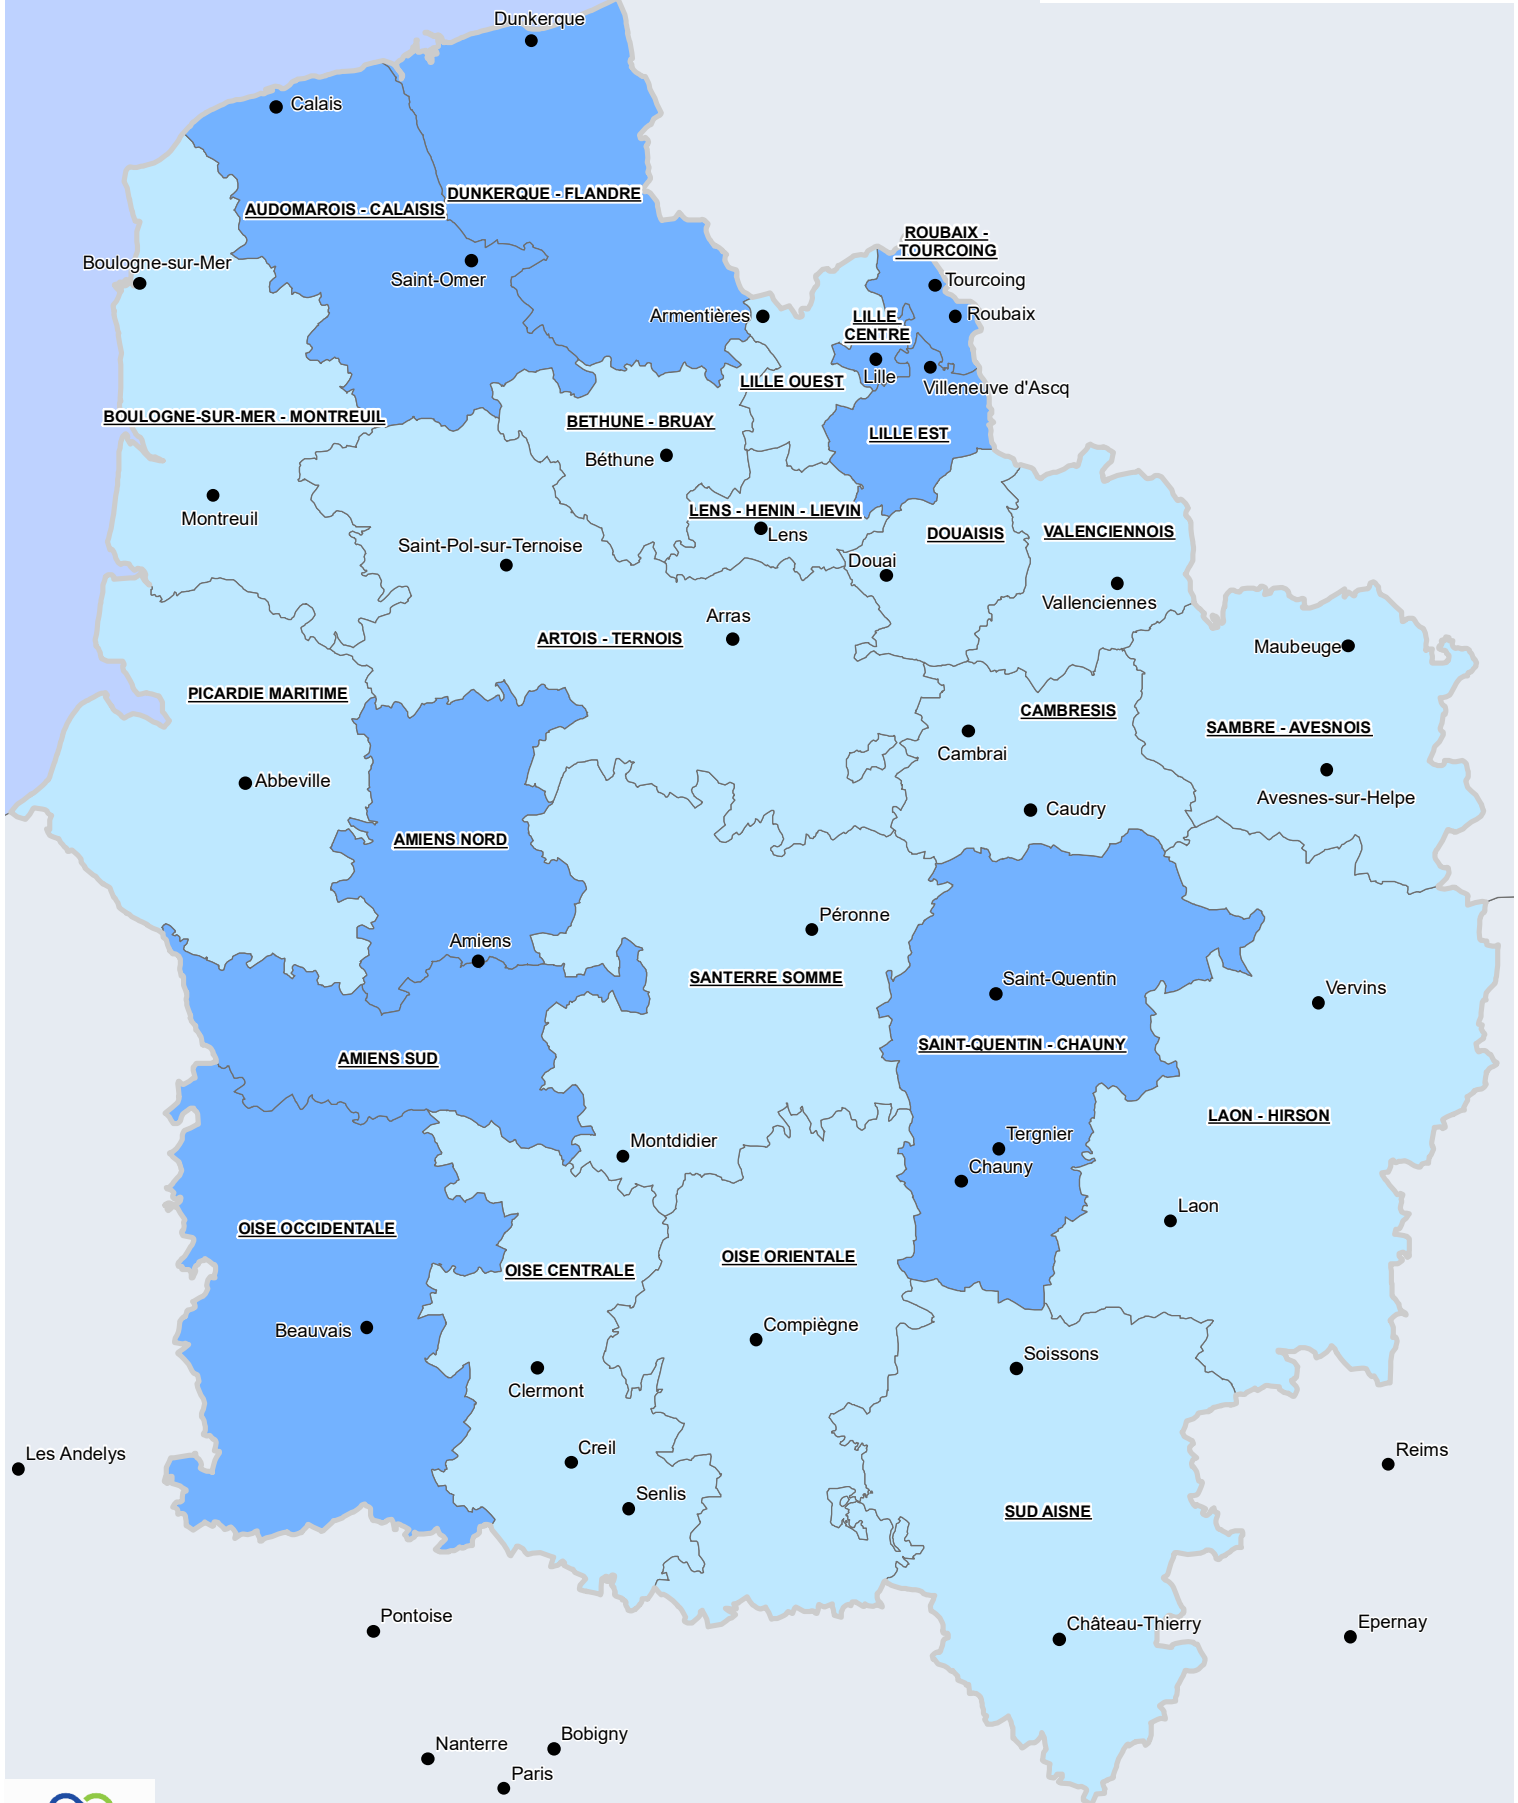 Dunkerque
Calais
DUNKERQUE - FLANDRE
AUDOMAROIS - CALAISIS
ROUBAIX -
TOURCOING
Boulogne-sur-Mer
Saint-Omer
Tourcoing
Armentières
Roubaix
LILLE
CENTRE
Lille
LILLE OUEST
Villeneuve d'Ascq
BOULOGNE-SUR-MER - MONTREUIL
BETHUNE - BRUAY
LILLE EST
Béthune
Montreuil
LENS - HENIN - LIEVIN
Lens
DOUAISIS
VALENCIENNOIS
Saint-Pol-sur-Ternoise
Douai
Vallenciennes
Arras
ARTOIS - TERNOIS
Maubeuge
PICARDIE MARITIME
CAMBRESIS
SAMBRE - AVESNOIS
Cambrai
Abbeville
Avesnes-sur-Helpe
Caudry
AMIENS NORD
Péronne
Amiens
SANTERRE SOMME
Saint-Quentin
Vervins
SAINT-QUENTIN - CHAUNY
AMIENS SUD
LAON - HIRSON
Montdidier
Tergnier
Chauny
Laon
OISE OCCIDENTALE
OISE ORIENTALE
OISE CENTRALE
Beauvais
Compiègne
Soissons
Clermont
Les Andelys
Creil
Reims
Senlis
SUD AISNE
Pontoise
Château-Thierry
Epernay
Nanterre
Bobigny
Paris